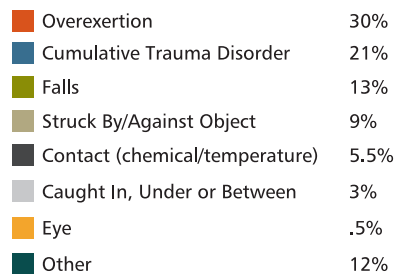 Overexertion 30%
Cumulative Trauma Disorder 21%
Falls 13%
Struck By/Against Object 9%
Contact (chemical/temperature) 5.5%
Caught In, Under or Between 3%
Eye .5%
Other 12%